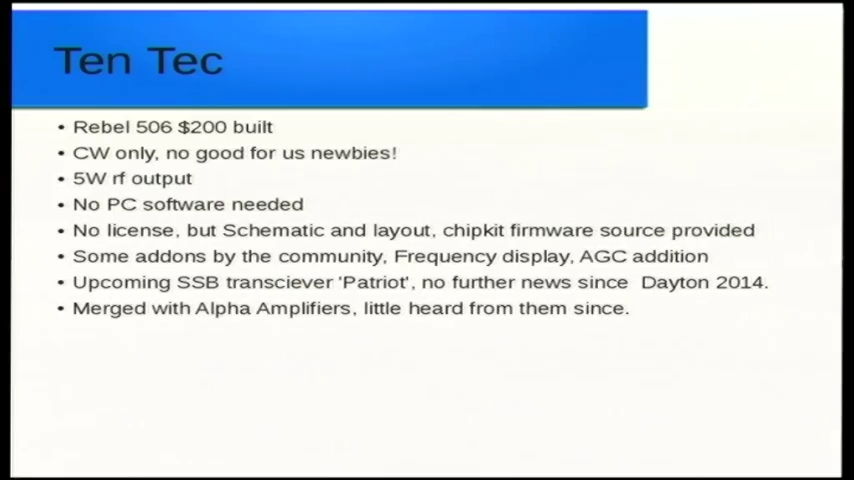 Ten Tec
• Rebel 506 $200 built
• CW only, no good for us newbies!
• 5W rf output
• No PC software needed
• No license, but Schematic and layout, chipkit firmware source provided
• Some addons by the community, Frequency display, AGC addition
• Upcoming SSB transciever 'Patriot', no further news since  Dayton 2014.
• Merged with Alpha Amplifiers, little heard from them since.